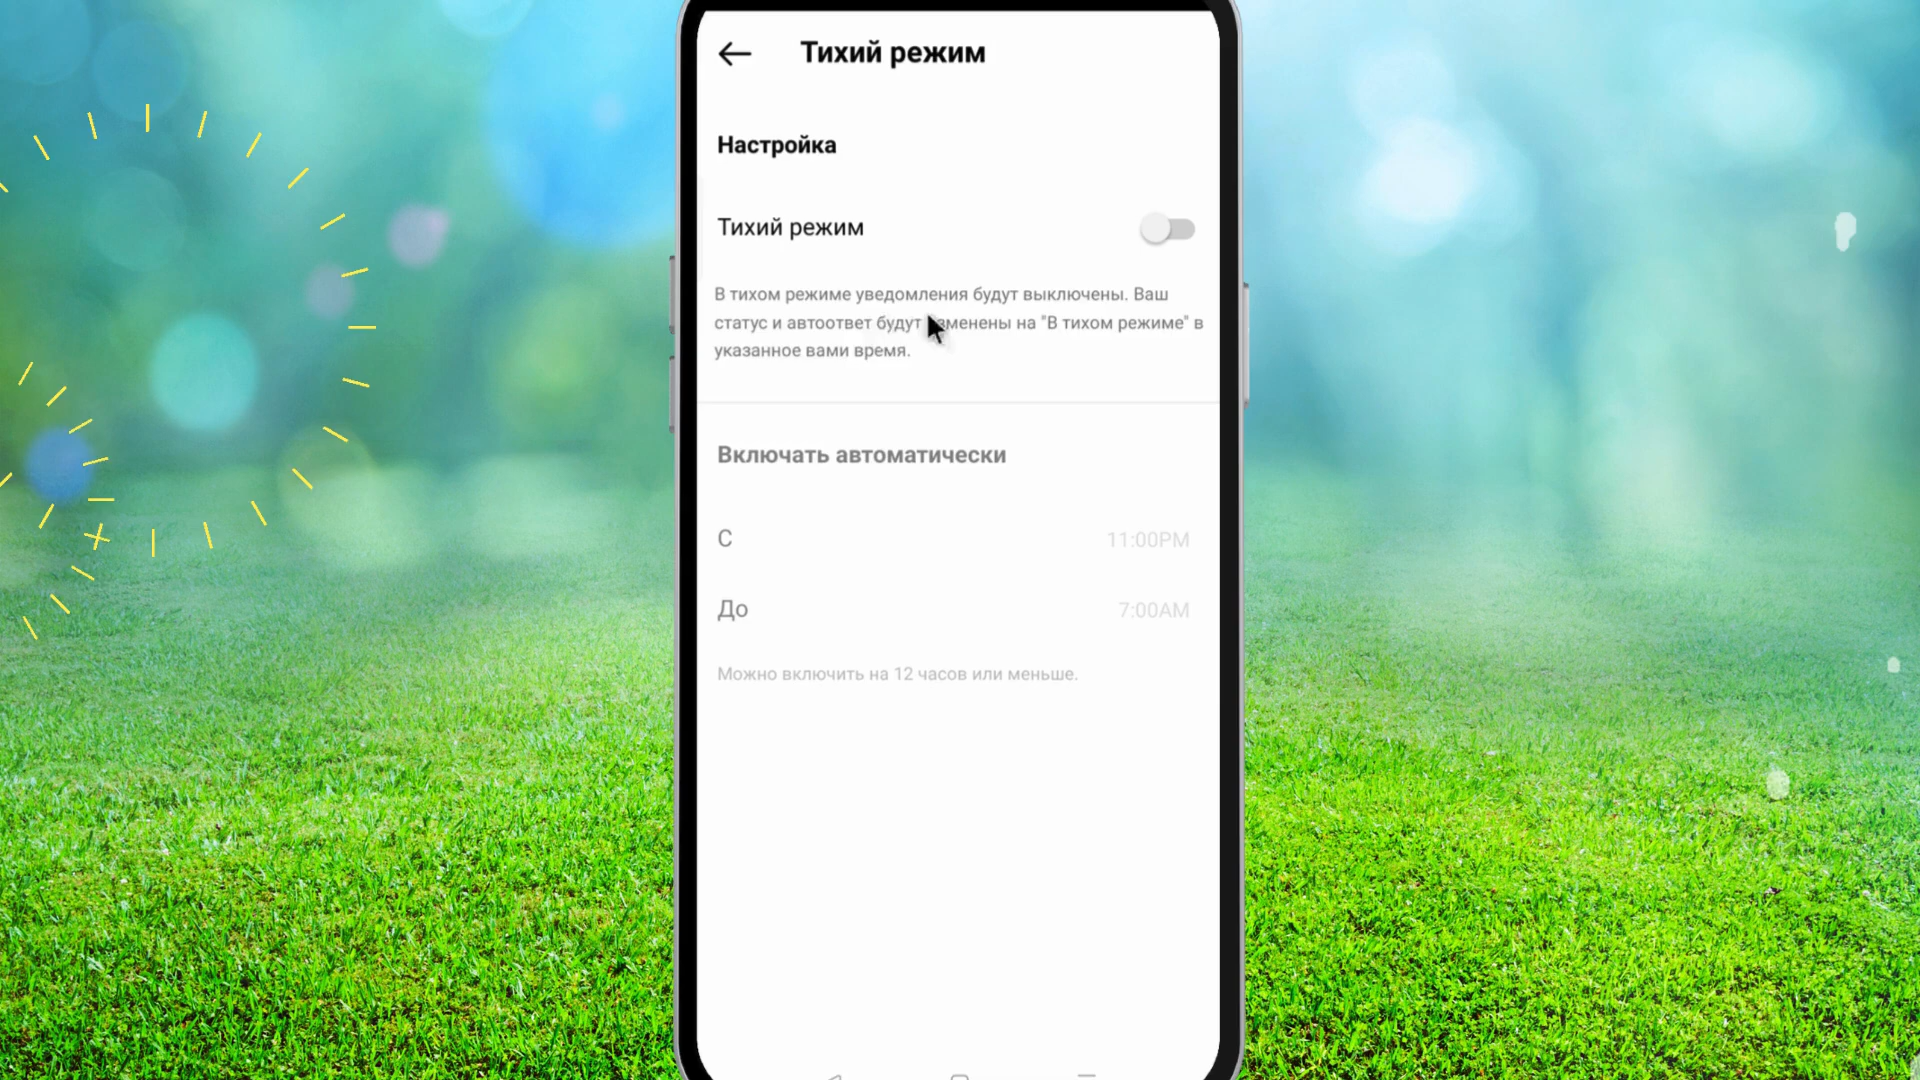 Тихий режим
Настройка
Тихий режим
В тихом режиме уведомления будут выключены. Ваш
статус и автоответ будут на "В тихом режиме" в
указанное вами время.
Включать автоматически
С 11:00PM
До 7:00AM
Можно включить на 12 часов или меньше.